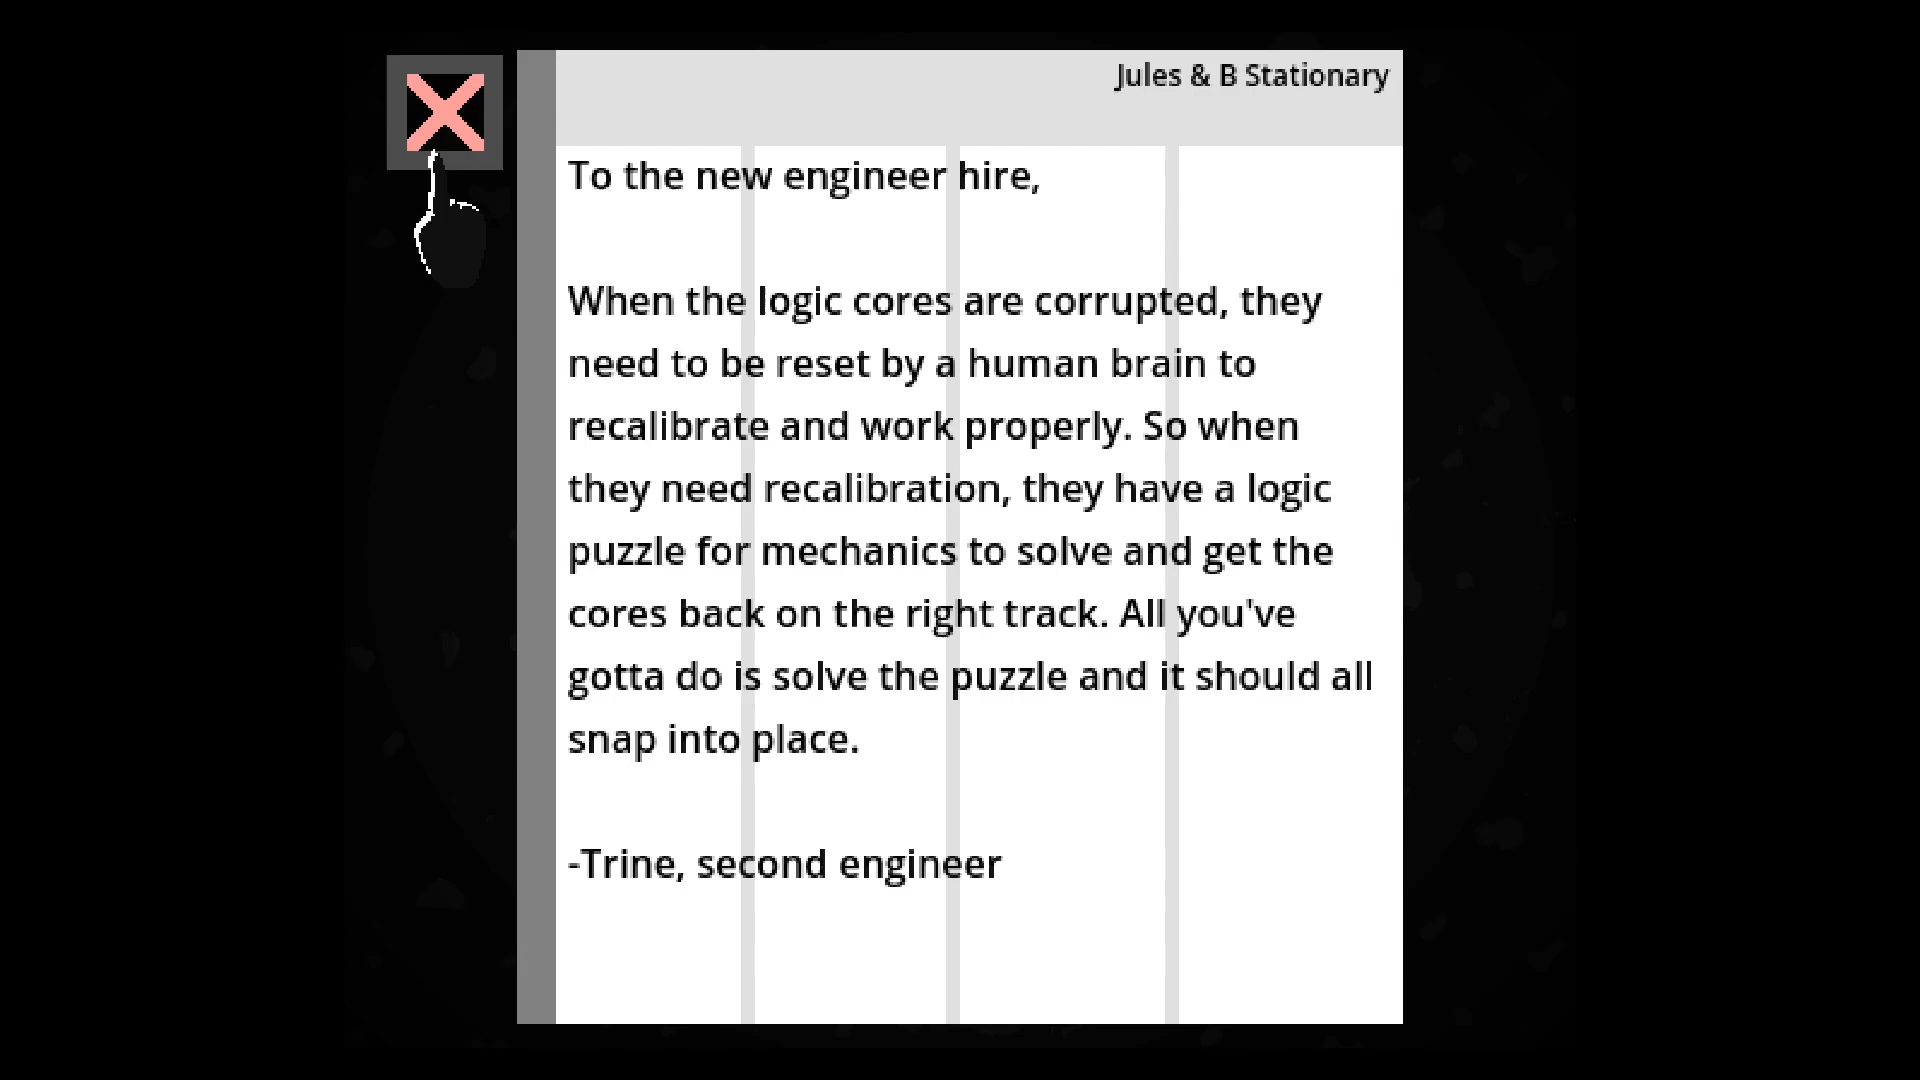 Jules & B Stationary
To the new engineer hire,
When the logic cores are corrupted, they
need to be reset by a human brain to
recalibrate and work properly. So when
they need recalibration, they have a logic
puzzle for mechanics to solve and get the
cores back on the right track. All you've
gotta do is solve the puzzle and it should all
snap into place.
-Trine, second engineer